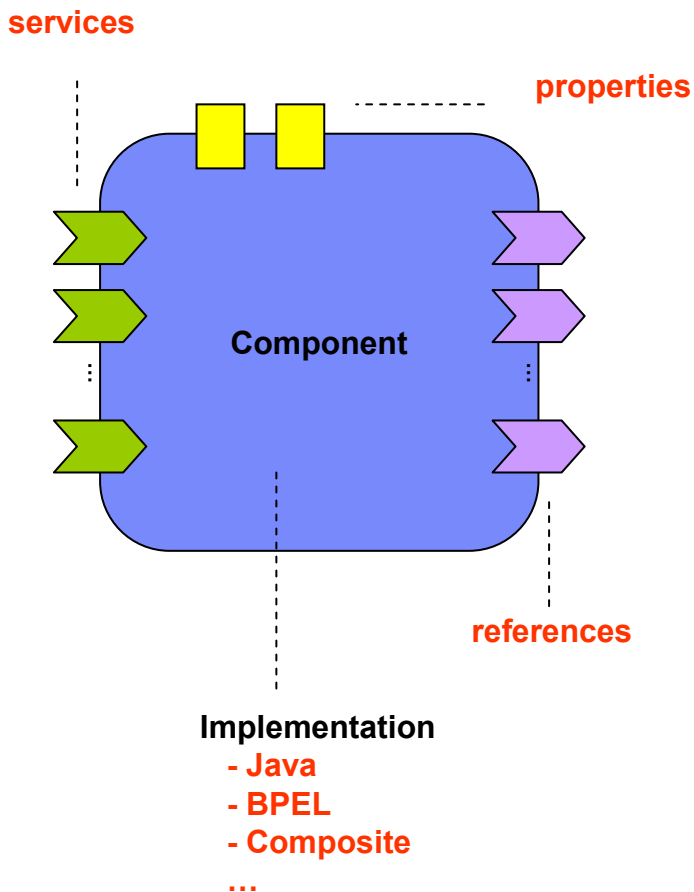 services
properties
Component
...
...
references
Implementation
- Java
- BPEL
- Composite
...